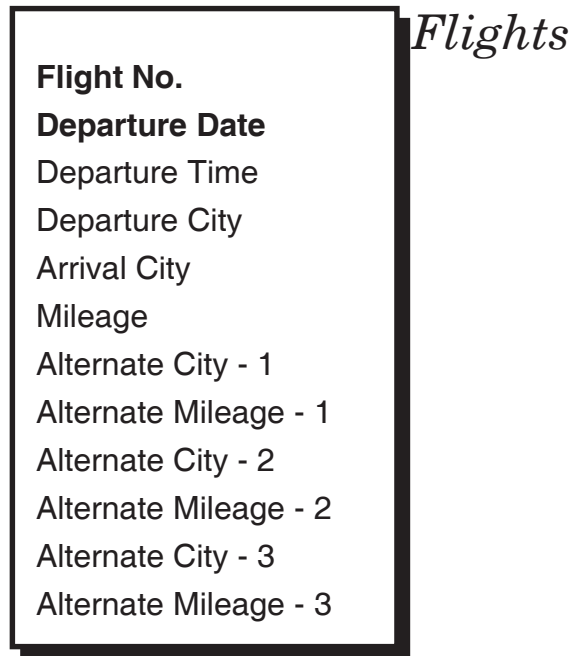 Flights
Flight No.
Departure Date
Departure Time
Departure City
Arrival City
Mileage
Alternate City - 1
Alternate Mileage - 1
Alternate City - 2
Alternate Mileage - 2
Alternate City - 3
Alternate Mileage - 3